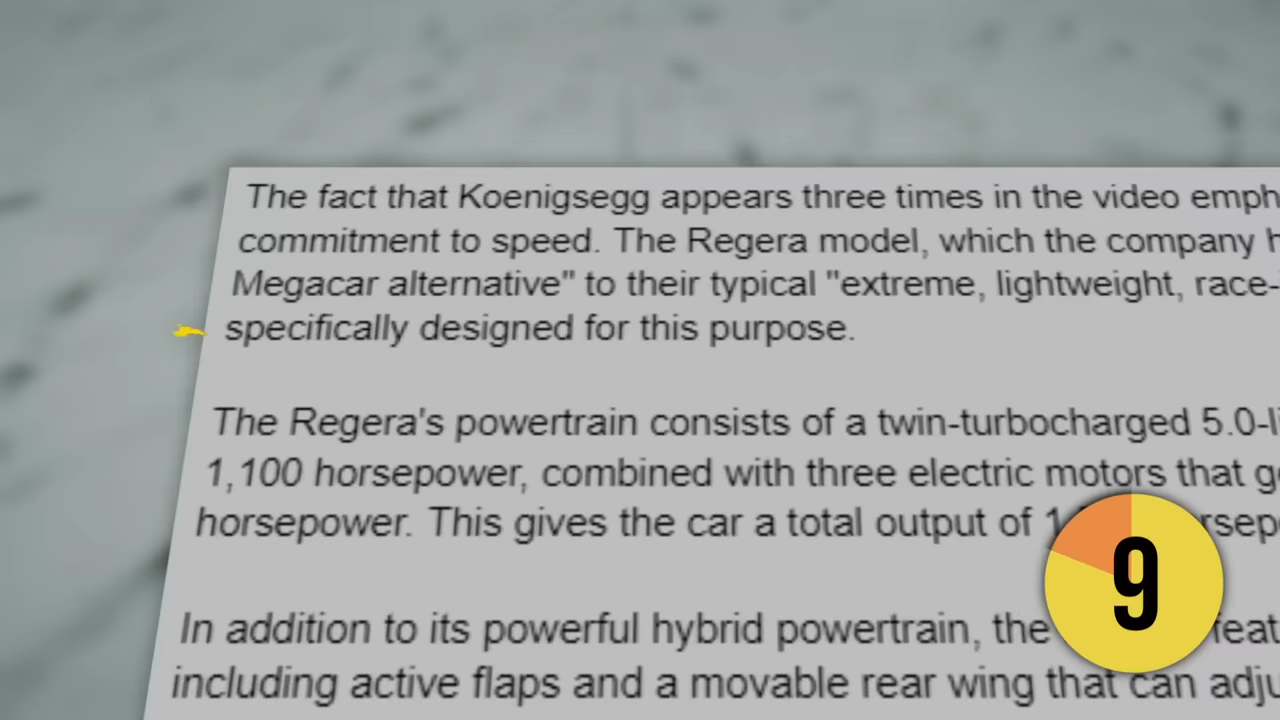 The fact that Koenigsegg appears three times in the video emph
commitment to speed. The Regera model, which the company h
Megacar alternative" to their typical "extreme, lightweight, race-
specifically designed for this purpose.
The Regera's powertrain consists of a twin-turbocharged 5.0-li
1,100 horsepower, combined with three electric motors that ge
horsepower. This gives the car a total output of 1 rsep
In addition to its powerful hybrid powertrain, the feat
including active flaps and a movable rear wing that can adju
9